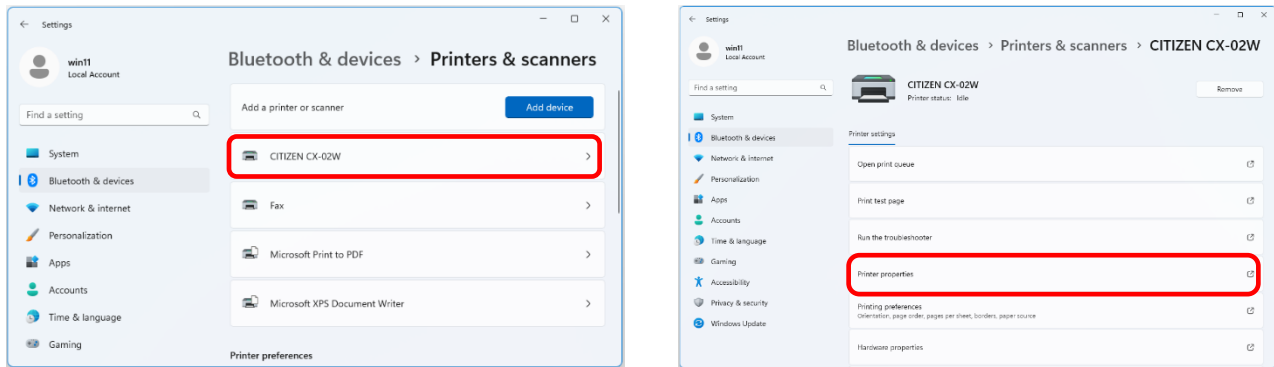 Settings
win11
Local Account
Find a setting
System
Bluetooth & devices
Network & internet
Personalization
Apps
Accounts
Time & language
Gaming
Bluetooth & devices > Printers & scanners
Add a printer or scanner
Add device
CITIZEN CX-02W
Fax
Microsoft Print to PDF
Microsoft XPS Document Writer
Printer preferences
Settings
win11
Local Account
Find a setting
System
Bluetooth & devices
Network & internet
Personalization
Apps
Accounts
Time & language
Gaming
Accessibility
Privacy & security
Windows Update
Bluetooth & devices > Printers & scanners > CITIZEN CX-02W
CITIZEN CX-02W
Printer status: Idle
Remove
Printer settings
Open print queue
Print test page
Run the troubleshooter
Printer properties
Printing preferences
Orientation, page order, pages per sheet, borders, paper source
Hardware properties